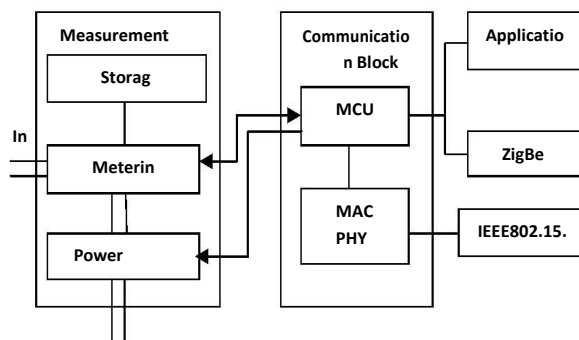 Measurement
Storag
In
Meterin
Power
Communicatio
n Block
MCU
MAC
PHY
Applicatio
ZigBe
IEEE802.15.